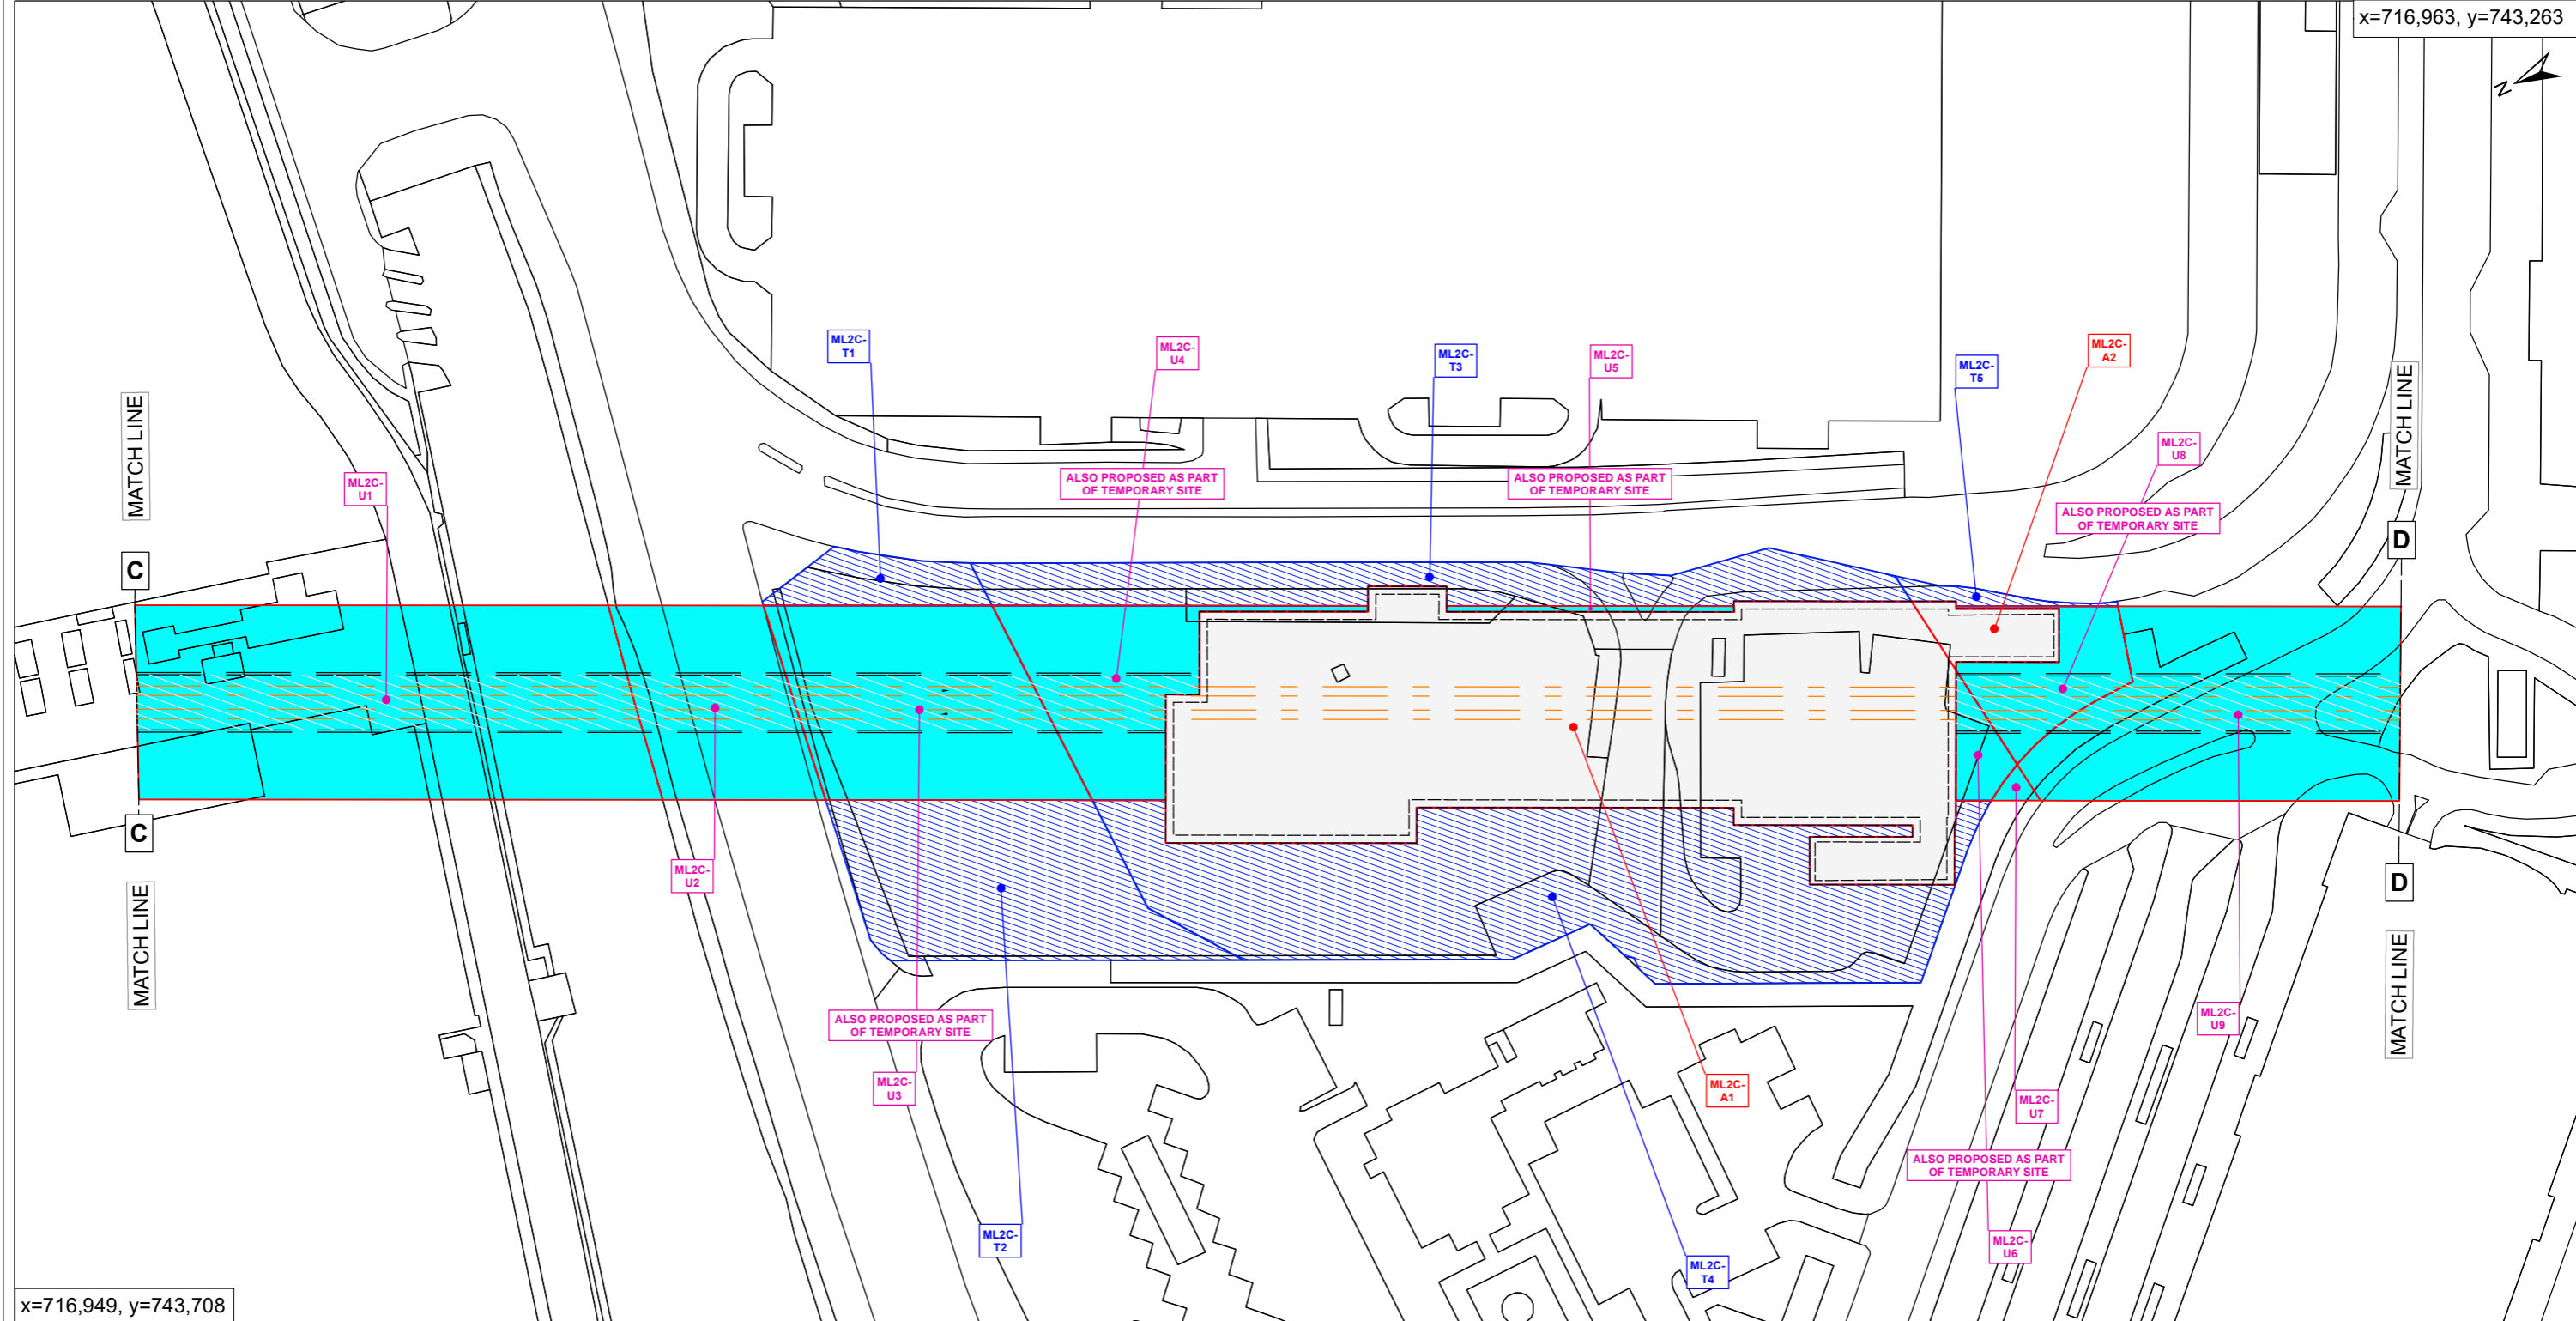 x=716,963, y=743,263
N
ML2C-
T1
ML2C-
U4
ML2C-
T3
ML2C-
U5
ML2C-
T5
ML2C-
A2
ML2C-
U8
MATCH LINE
MATCH LINE
ML2C-
U1
ALSO PROPOSED AS PART
OF TEMPORARY SITE
ALSO PROPOSED AS PART
OF TEMPORARY SITE
ALSO PROPOSED AS PART
OF TEMPORARY SITE
C
D
C
D
ML2C-
U2
MATCH LINE
MATCH LINE
ALSO PROPOSED AS PART
OF TEMPORARY SITE
ML2C-
U9
ML2C-
U3
ML2C-
A1
ML2C-
U7
ALSO PROPOSED AS PART
OF TEMPORARY SITE
ML2C-
T2
ML2C-
U6
ML2C-
T4
x=716,949, y=743,708